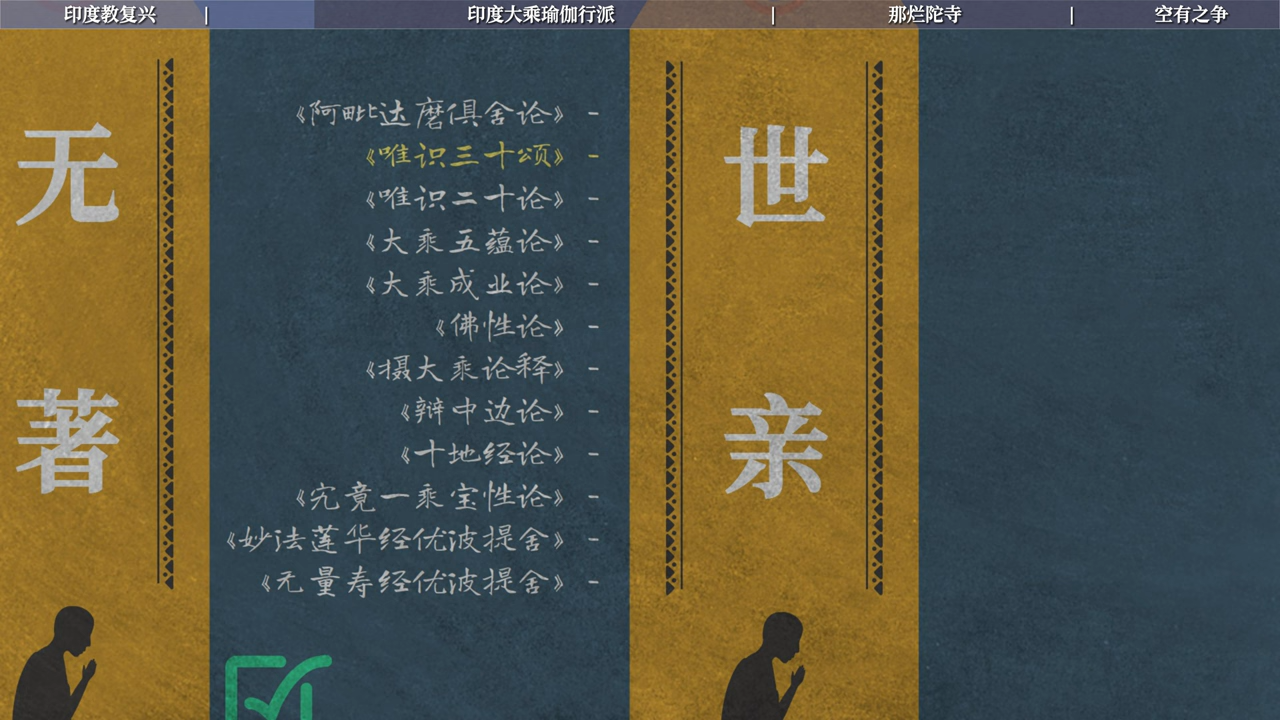 印度教复兴 | 印度大乘瑜伽行派 | 那烂陀寺 | 空有之争
无著
《阿毗达磨俱舍论》 -
《唯识三十颂》 -
《唯识二十论》 -
《大乘五蕴论》 -
《大乘成业论》 -
《佛性论》 -
《摄大乘论释》 -
《辩中边论》 -
《十地经论》 -
《究竟一乘宝性论》 -
《妙法莲华经优波提舍》 -
《无量寿经优波提舍》 -
世亲